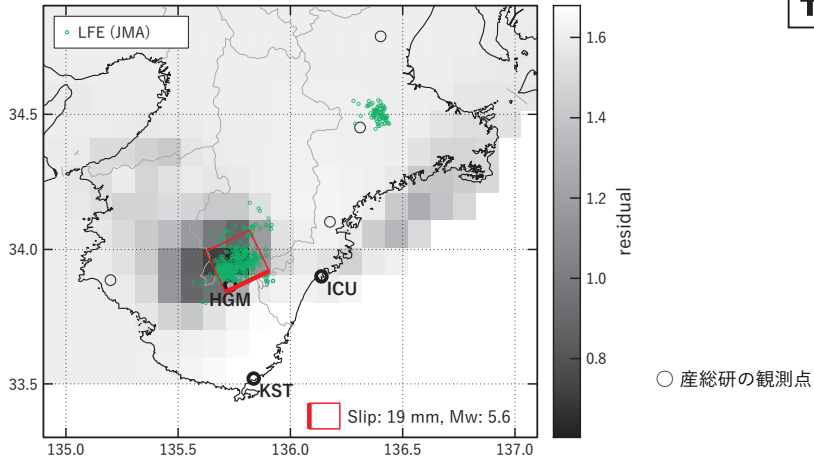 LFE (JMA)
1.6
34.5
1.4
1.2
residual
34.0
1.0
HGM
ICU
0.8
○ 産総研の観測点
33.5
KST
Slip: 19 mm, Mw: 5.6
135.0 135.5 136.0 136.5 137.0